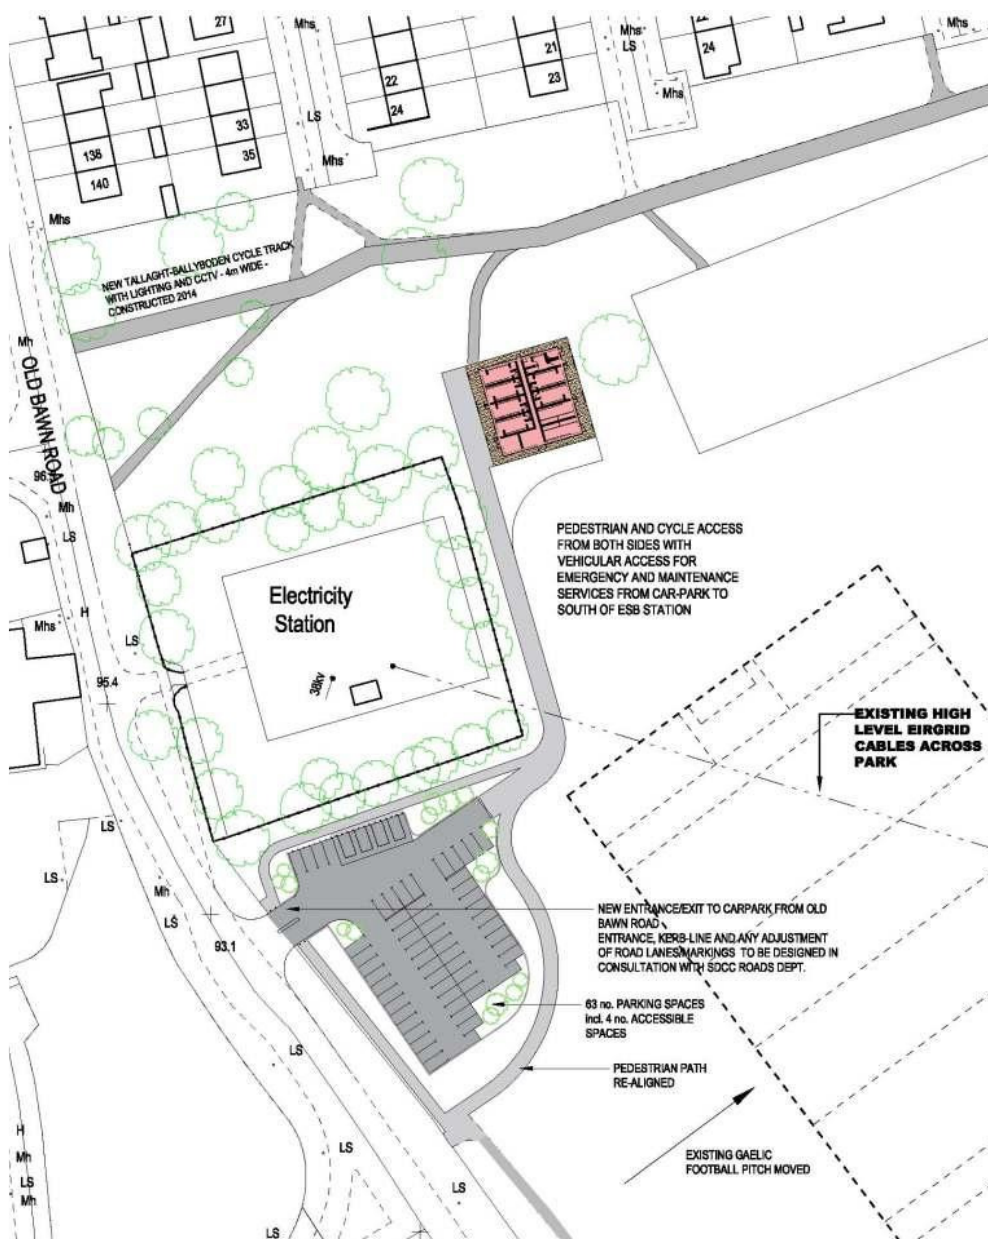 27
Mhs
Mhs
LS
21
22
24
23
24
Mhs
Mhs
LS
33
35
138
140
Mhs
Mhs
NEW TALLAGHT-BALLYBODEN CYCLE TRACK
WITH LIGHTING AND CCTV - 4m WIDE -
CONSTRUCTED 2014
Mh
OLD BAWN ROAD
Mh
LS
H
Mhs
LS
95.4
Electricity
Station
38kv
PEDESTRIAN AND CYCLE ACCESS
FROM BOTH SIDES WITH
VEHICULAR ACCESS FOR
EMERGENCY AND MAINTENANCE
SERVICES FROM CAR-PARK TO
SOUTH OF ESB STATION
EXISTING HIGH
LEVEL EIRGRID
CABLES ACROSS
PARK
LS
LS
Mh
LS
93.1
NEW ENTRANCE/EXIT TO CARPARK FROM OLD
BAWN ROAD
ENTRANCE, KERB-LINE AND ANY ADJUSTMENT
OF ROAD LANES/MARKINGS TO BE DESIGNED IN
CONSULTATION WITH SDCC ROADS DEPT.
63 no. PARKING SPACES
incl. 4 no. ACCESSIBLE
SPACES
LS
PEDESTRIAN PATH
RE-ALIGNED
H
Mh
LS
Mh
LS
LS
LS
EXISTING GAELIC
FOOTBALL PITCH MOVED